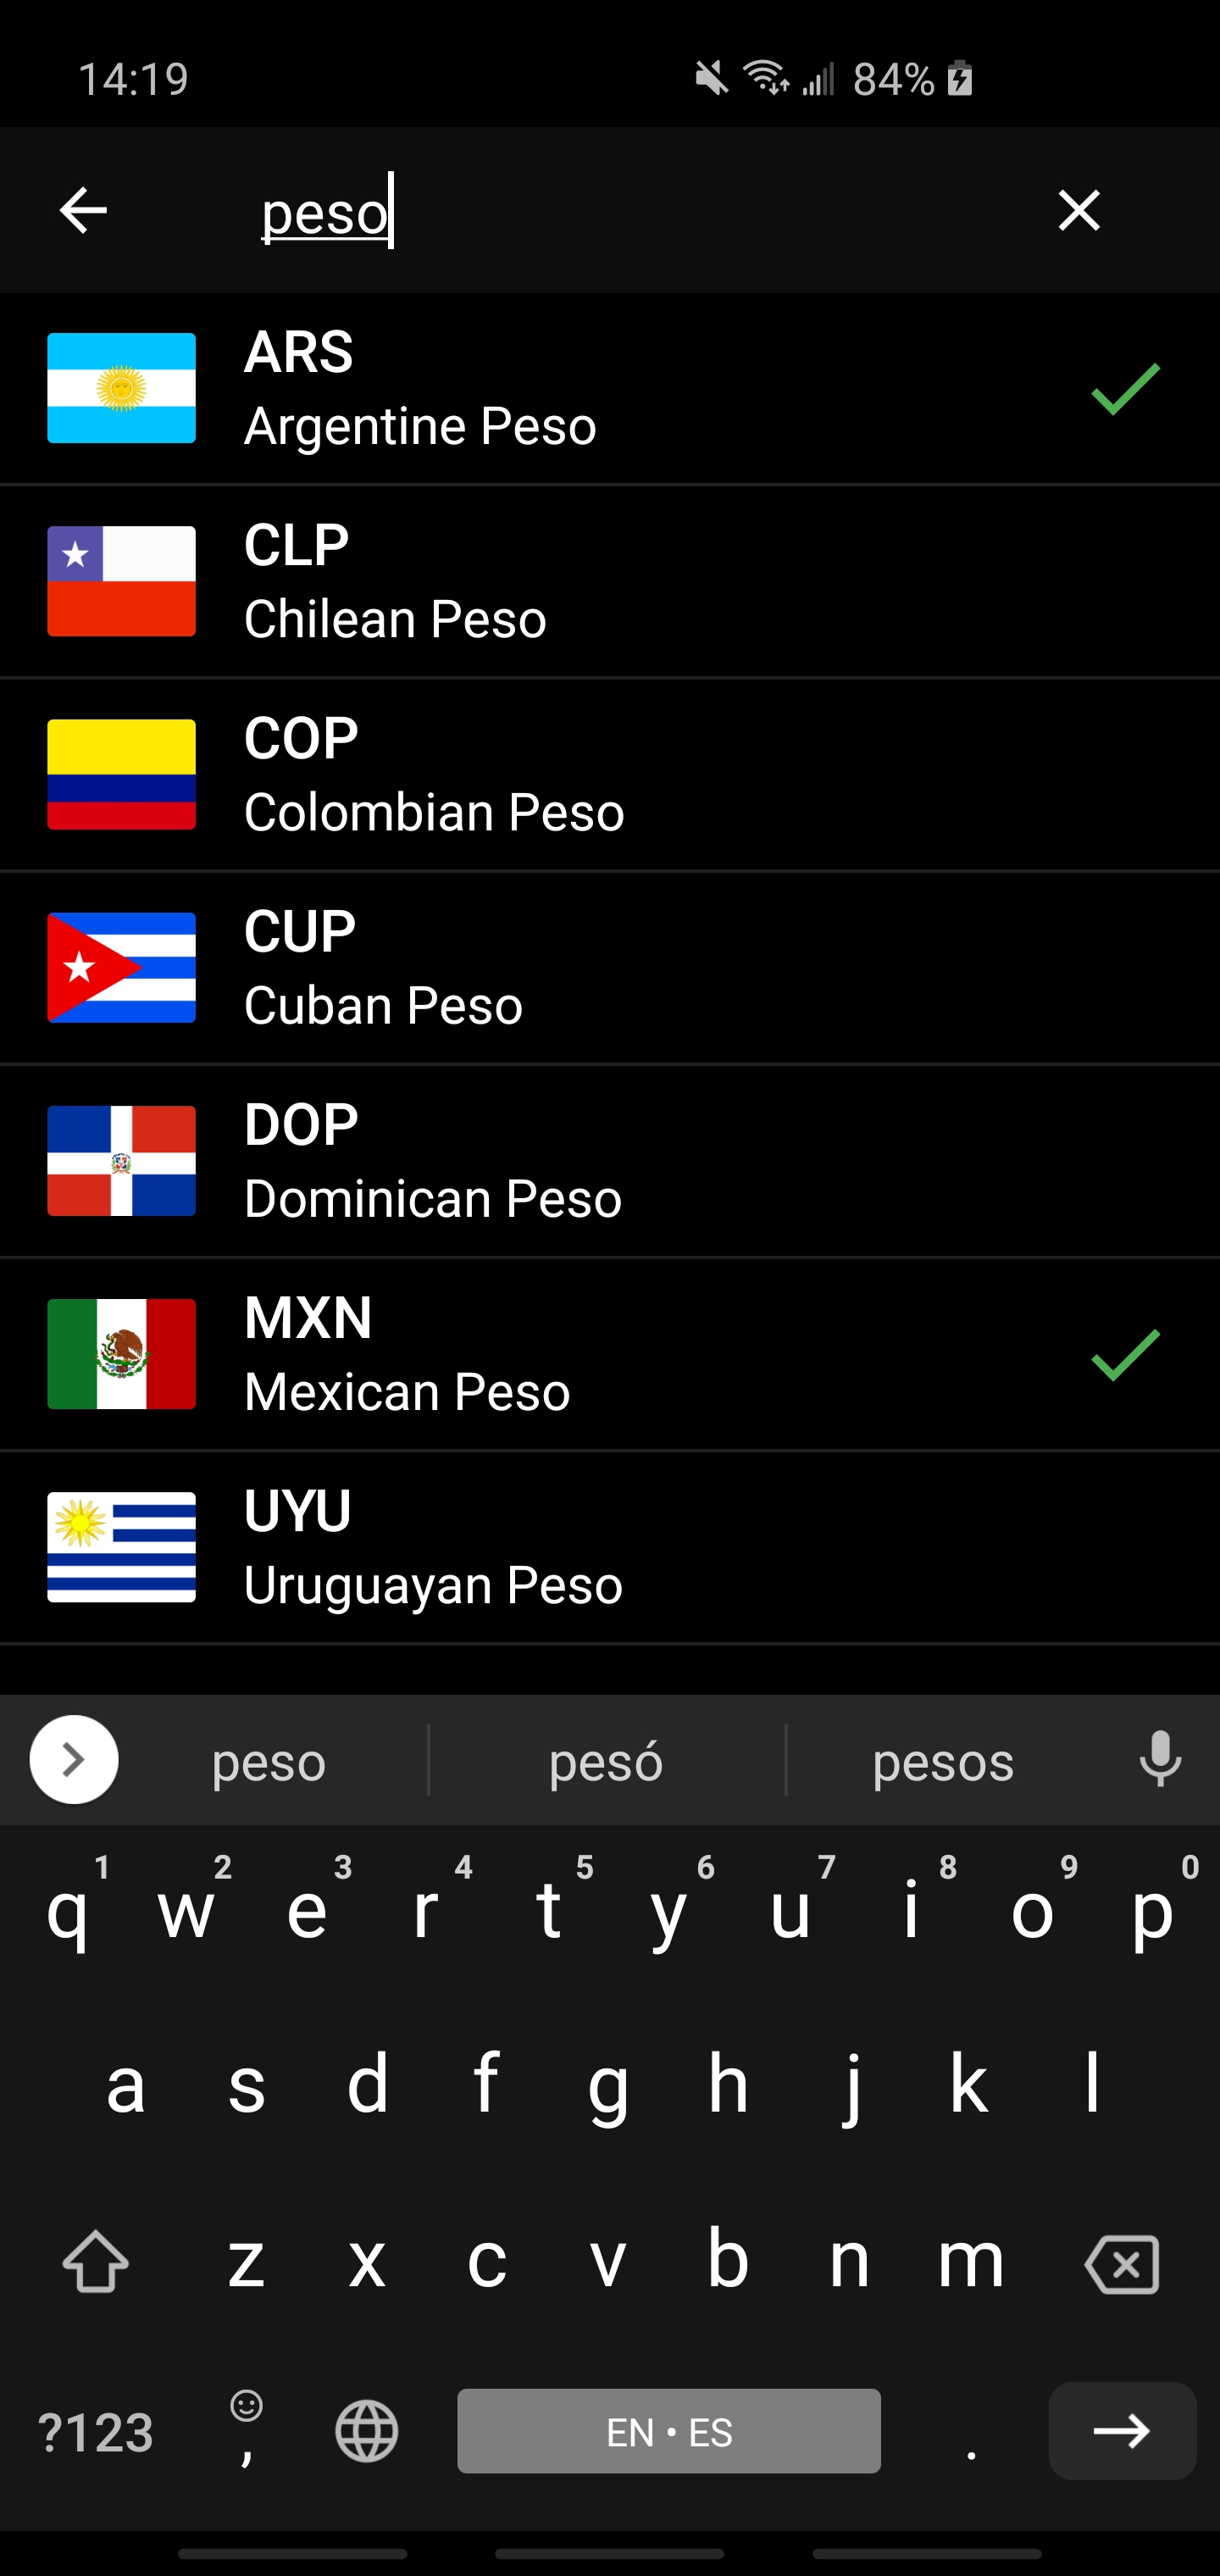 14:19 84%
peso
ARS
Argentine Peso
CLP
Chilean Peso
COP
Colombian Peso
CUP
Cuban Peso
DOP
Dominican Peso
MXN
Mexican Peso
UYU
Uruguayan Peso
peso pesó pesos
1 2 3 4 5 6 7 8 9 0
q w e r t y u i o p
a s d f g h j k l
z x c v b n m
?123 , EN • ES .